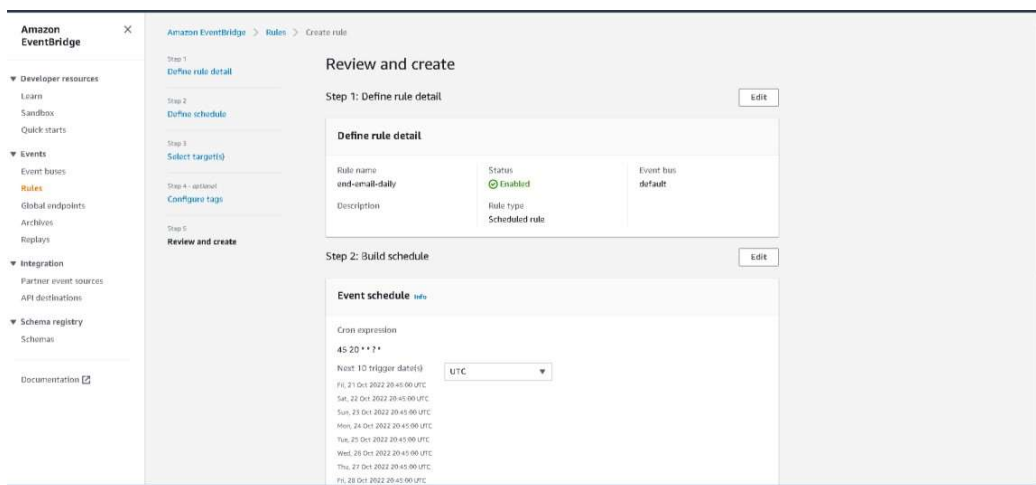 Amazon
EventBridge
Developer resources
Learn
Sandbox
Quick starts
Events
Event buses
Rules
Global endpoints
Archives
Replays
Integration
Partner event sources
API destinations
Schema registry
Schemas
Documentation
Amazon EventBridge > Rules > Create rule
Step 1
Define rule detail
Step 2
Define schedule
Step 3
Select target(s)
Step 4 - optional
Configure tags
Step 5
Review and create
Review and create
Step 1: Define rule detail
Edit
Define rule detail
Rule name
end-email-daily
Description
Status
Enabled
Rule type
Scheduled rule
Event bus
default
Step 2: Build schedule
Edit
Event schedule Info
Cron expression
45 20 * * ? *
Next 10 trigger date(s)
UTC
Fri, 21 Oct 2022 20:45:00 UTC
Sat, 22 Oct 2022 20:45:00 UTC
Sun, 23 Oct 2022 20:45:00 UTC
Mon, 24 Oct 2022 20:45:00 UTC
Tue, 25 Oct 2022 20:45:00 UTC
Wed, 26 Oct 2022 20:45:00 UTC
Thu, 27 Oct 2022 20:45:00 UTC
Fri, 28 Oct 2022 20:45:00 UTC